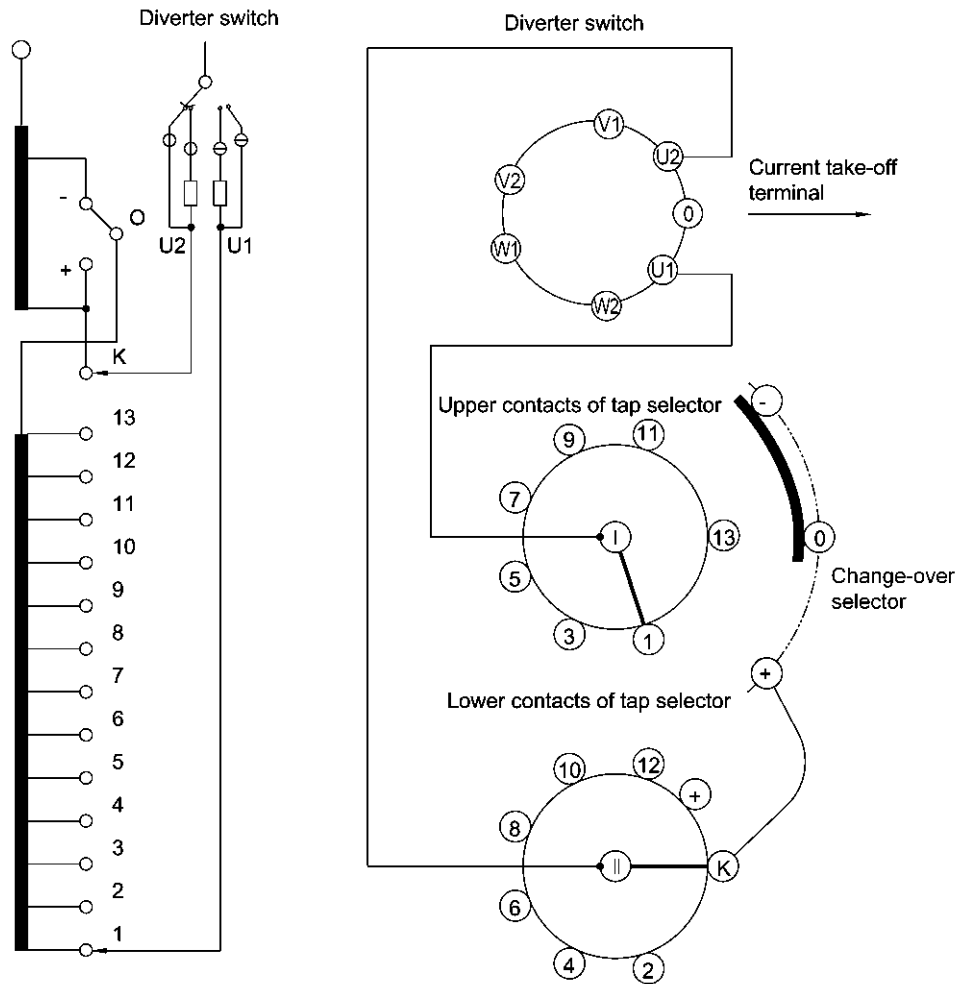 Diverter switch
-
O
+
U2
U1
K
13
12
11
10
9
8
7
6
5
4
3
2
1
Diverter switch
V1
U2
V2
0
Current take-off
terminal
W1
U1
W2
Upper contacts of tap selector
-
9
11
7
I
13
0
5
Change-over
selector
3
1
+
Lower contacts of tap selector
10
12
+
8
II
K
6
4
2